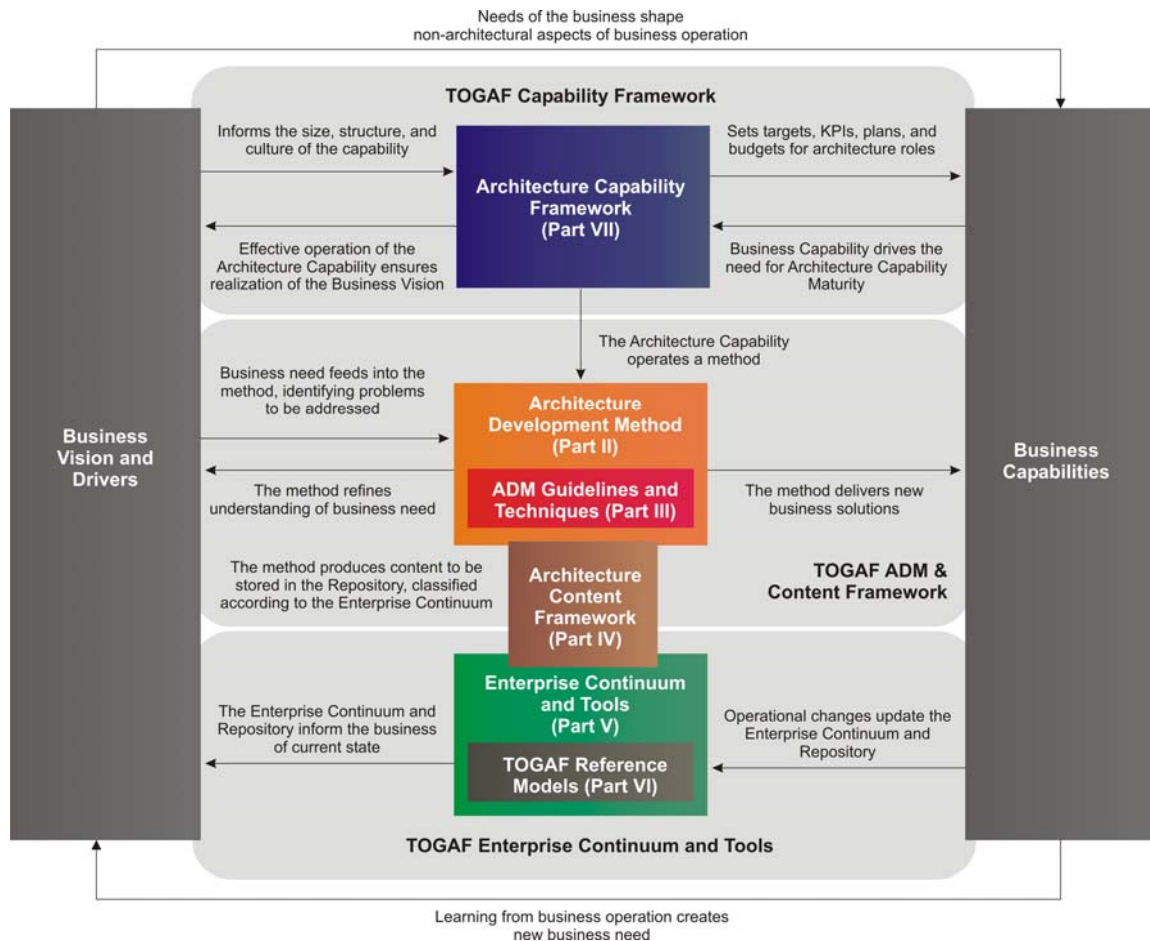 Needs of the business shape
non-architectural aspects of business operation
TOGAF Capability Framework
Informs the size, structure, and
culture of the capability
Architecture Capability
Framework
(Part VII)
Sets targets, KPIs, plans, and
budgets for architecture roles
Effective operation of the
Architecture Capability ensures
realization of the Business Vision
Business Capability drives the
need for Architecture Capability
Maturity
The Architecture Capability
operates a method
Business need feeds into the
method, identifying problems
to be addressed
Business
Vision and
Drivers
Architecture
Development Method
(Part II)
ADM Guidelines and
Techniques (Part III)
Business
Capabilities
The method refines
understanding of business need
The method delivers new
business solutions
The method produces content to be
stored in the Repository, classified
according to the Enterprise Continuum
Architecture
Content
Framework
(Part IV)
TOGAF ADM &
Content Framework
Enterprise Continuum
and Tools
(Part V)
TOGAF Reference
Models (Part VI)
The Enterprise Continuum and
Repository inform the business
of current state
Operational changes update the
Enterprise Continuum and
Repository
TOGAF Enterprise Continuum and Tools
Learning from business operation creates
new business need